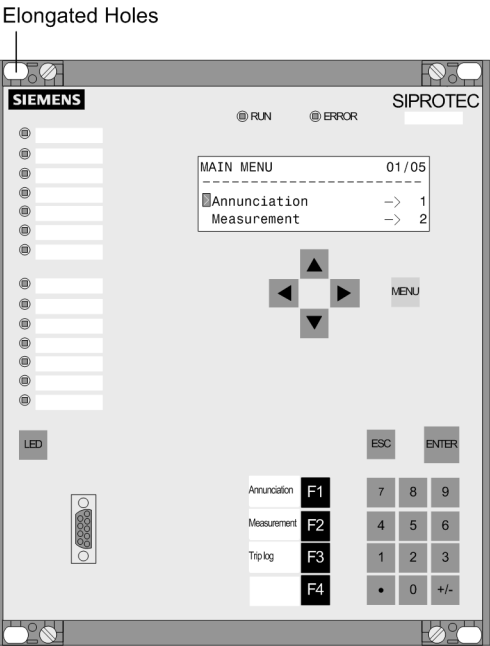 Elongated Holes
SIEMENS
SIPROTEC
RUN
ERROR
MAIN MENU 01/05
--------------------
>Annunciation –> 1
Measurement –> 2
MENU
LED
ESC
ENTER
Annunciation F1
7 8 9
Measurement F2
4 5 6
Trip log F3
1 2 3
F4
• 0 +/-